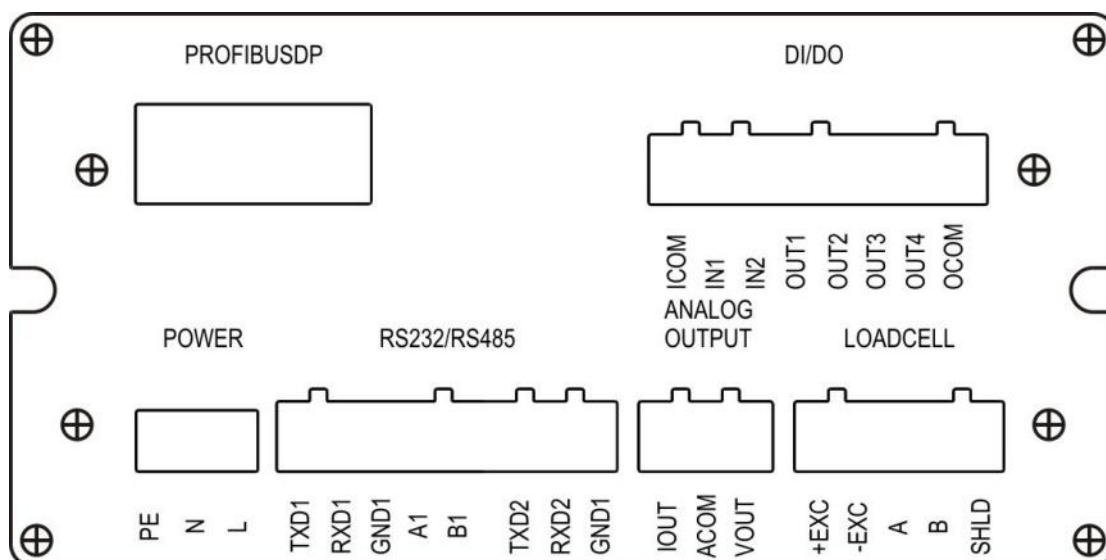 PROFIBUSDP
DI/DO
ICOM IN1 IN2 OUT1 OUT2 OUT3 OUT4 OCOM
POWER
RS232/RS485
ANALOG
OUTPUT
LOADCELL
PE N L
TXD1 RXD1 GND1 A1 B1 TXD2 RXD2 GND1
IOUT ACOM VOUT
+EXC -EXC A B SHLD